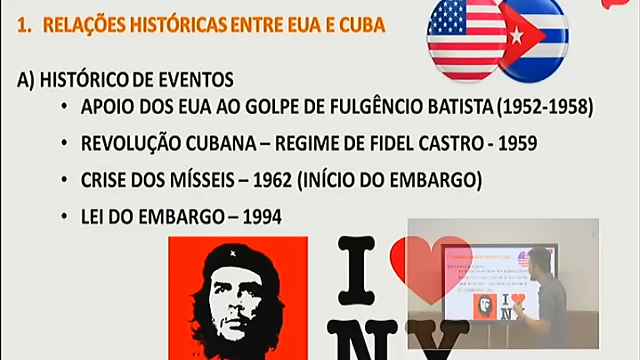 1. RELAÇÕES HISTÓRICAS ENTRE EUA E CUBA
A) HISTÓRICO DE EVENTOS
• APOIO DOS EUA AO GOLPE DE FULGÊNCIO BATISTA (1952-1958)
• REVOLUÇÃO CUBANA – REGIME DE FIDEL CASTRO - 1959
• CRISE DOS MÍSSEIS – 1962 (INÍCIO DO EMBARGO)
• LEI DO EMBARGO – 1994
I
NY